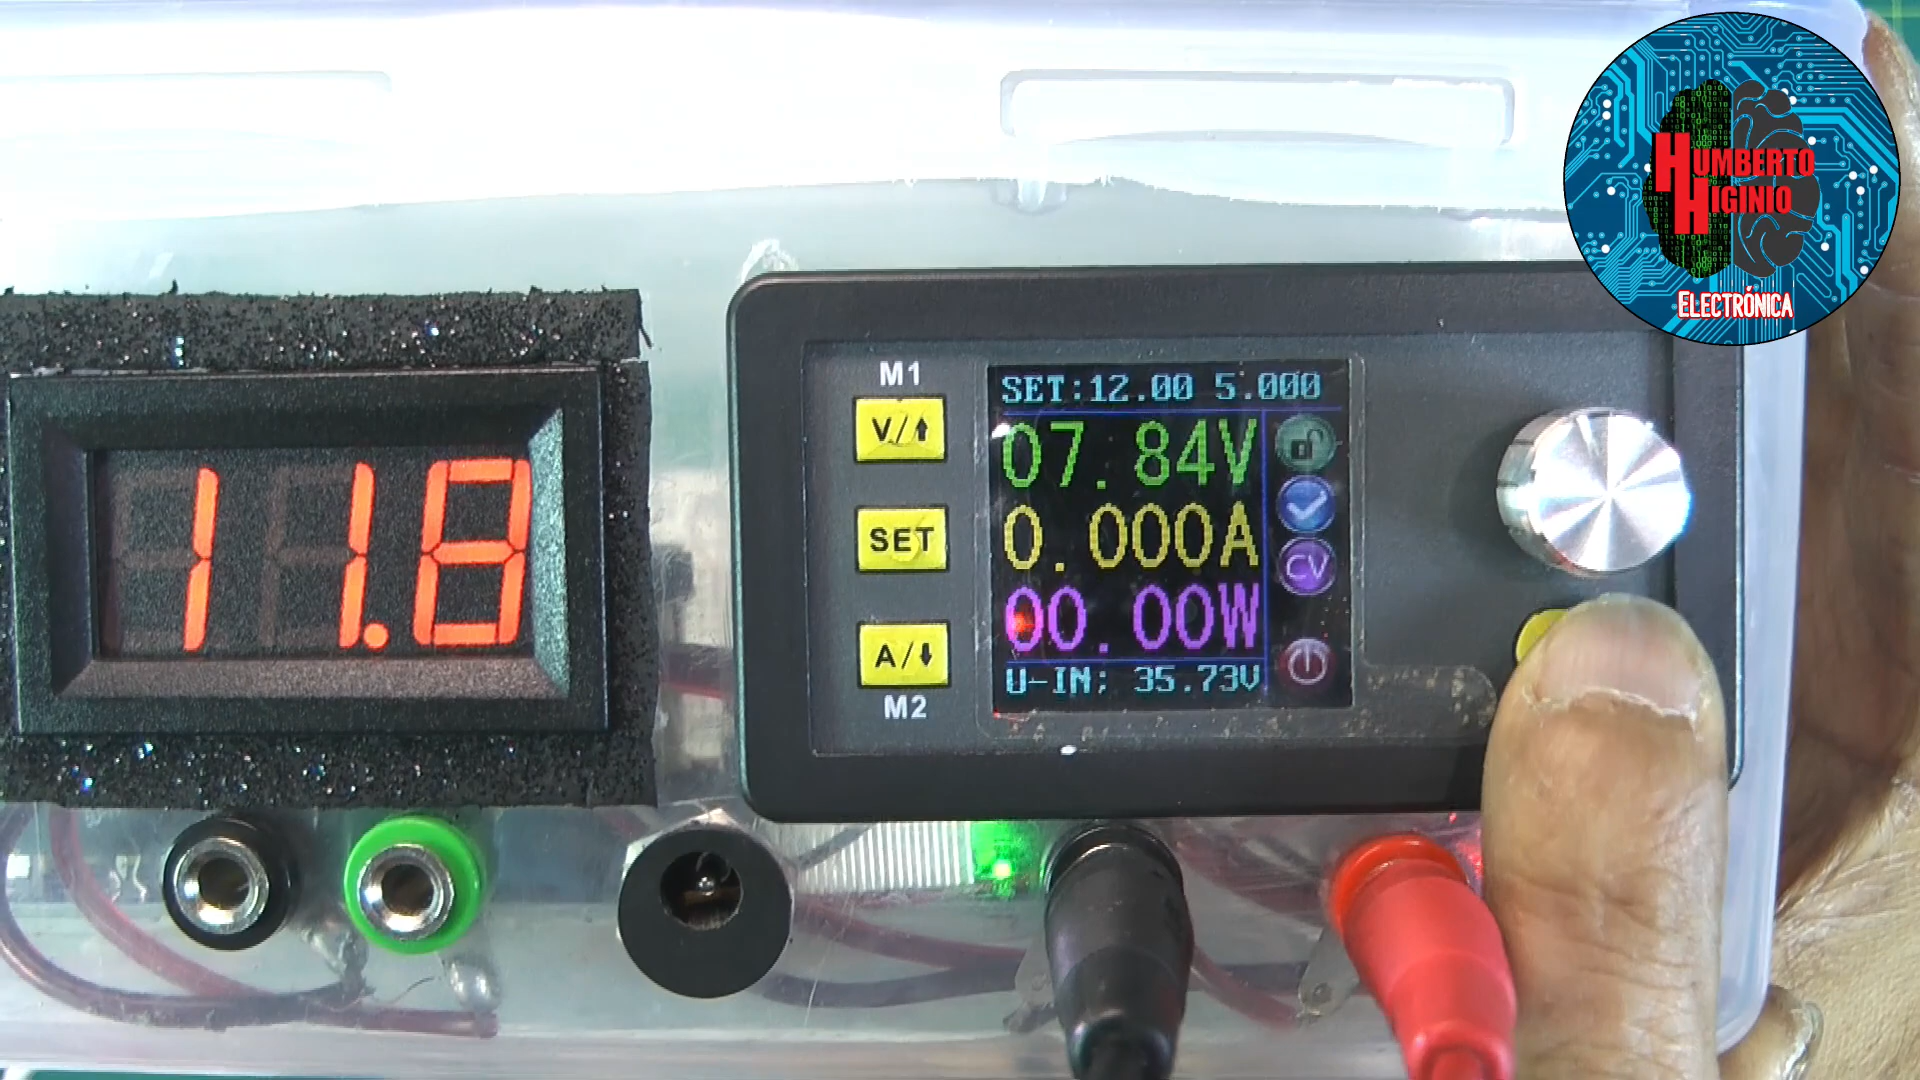 HUMBERTO
HIGINIO
ELECTRÓNICA
M1
V/⬆
SET
A/⬇
M2
11.8
SET:12.00 5.000
07.84V
0.000A
00.00W
U-IN; 35.73V
CV